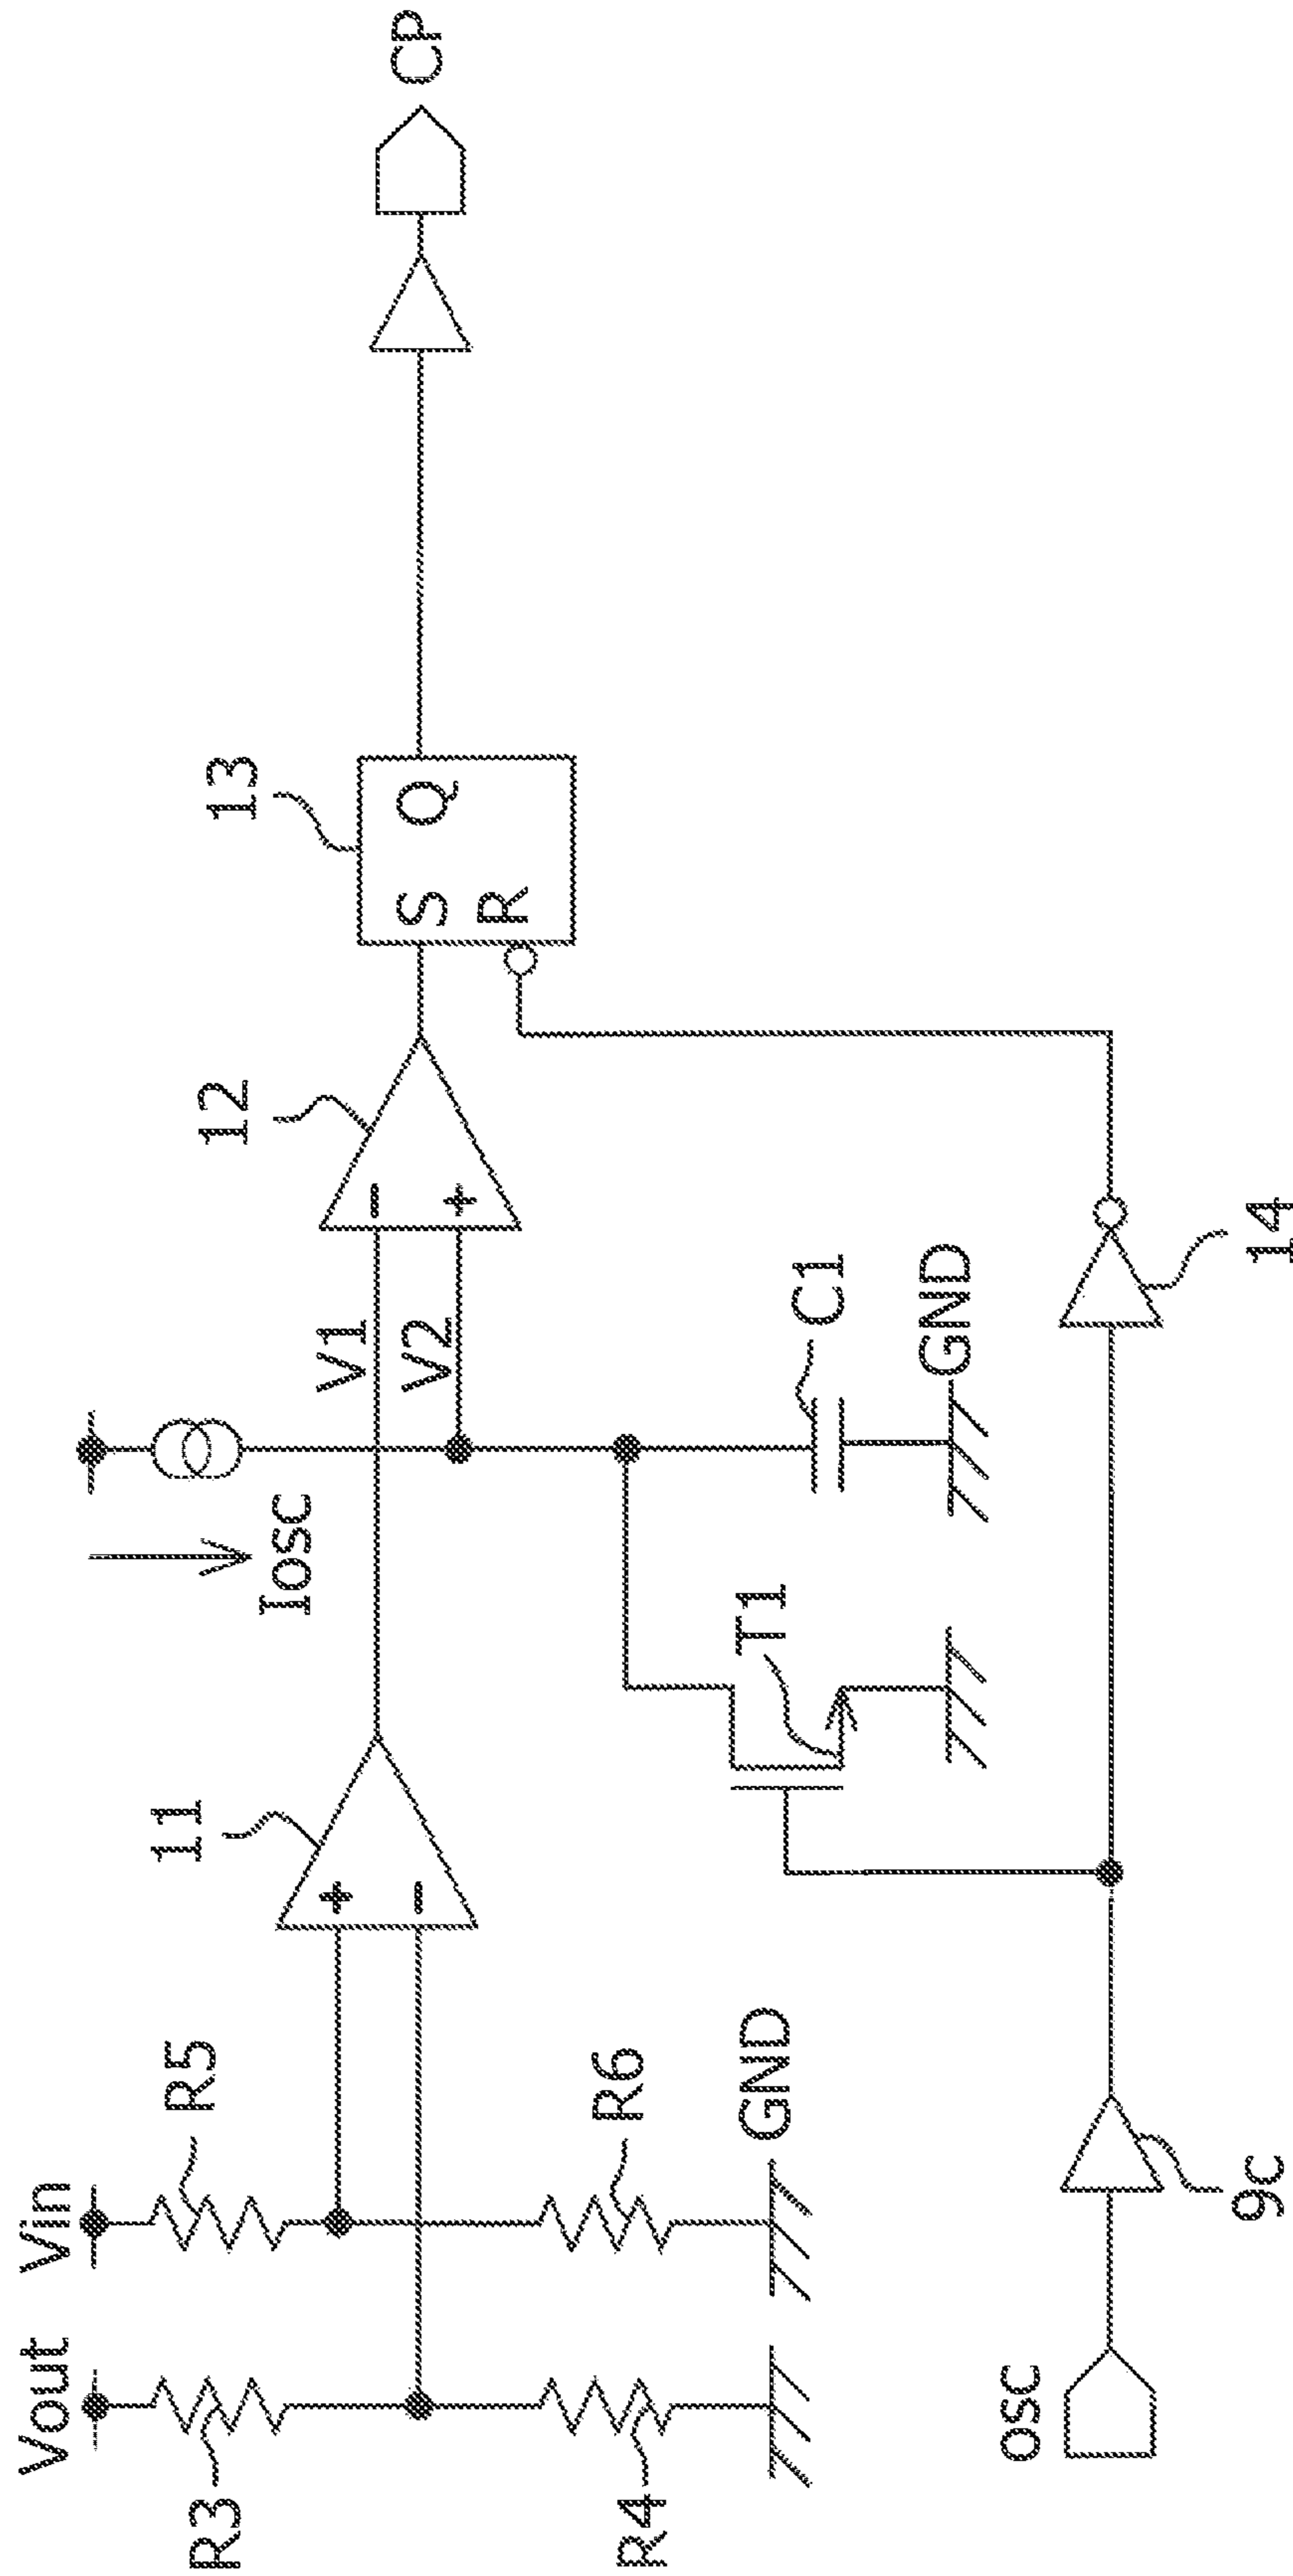 Vout
Vin
R3
R5
R4
R6
GND
11
+
-
Iosc
V1
V2
12
-
+
13
S
Q
R
CP
T1
C1
GND
osc
9c
14